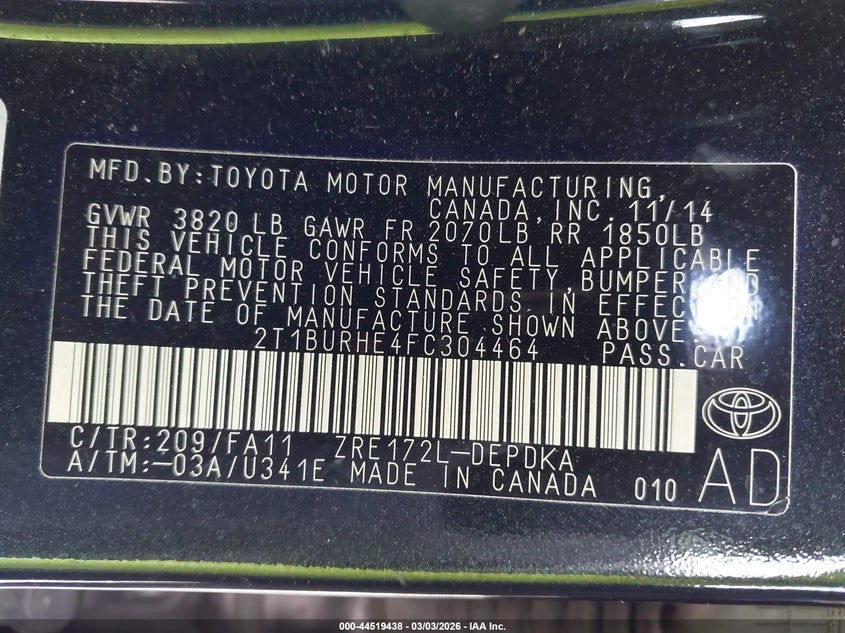 MFD.BY:TOYOTA MOTOR MANUFACTURING,
CANADA,INC. 11/14
GVWR 3820 LB GAWR FR 2070LB RR 1850LB
THIS VEHICLE CONFORMS TO ALL APPLICABLE
FEDERAL MOTOR VEHICLE SAFETY,BUMPER,AND
THEFT PREVENTION STANDARDS IN EFFECT ON
THE DATE OF MANUFACTURE SHOWN ABOVE.
2T1BURHE4FC304464 PASS.CAR
C/TR:209/FA11 ZRE172L-DEPDKA
A/TM:-03A/U341E MADE IN CANADA 010 AD
000-44519438 - 03/03/2026 - IAA Inc.